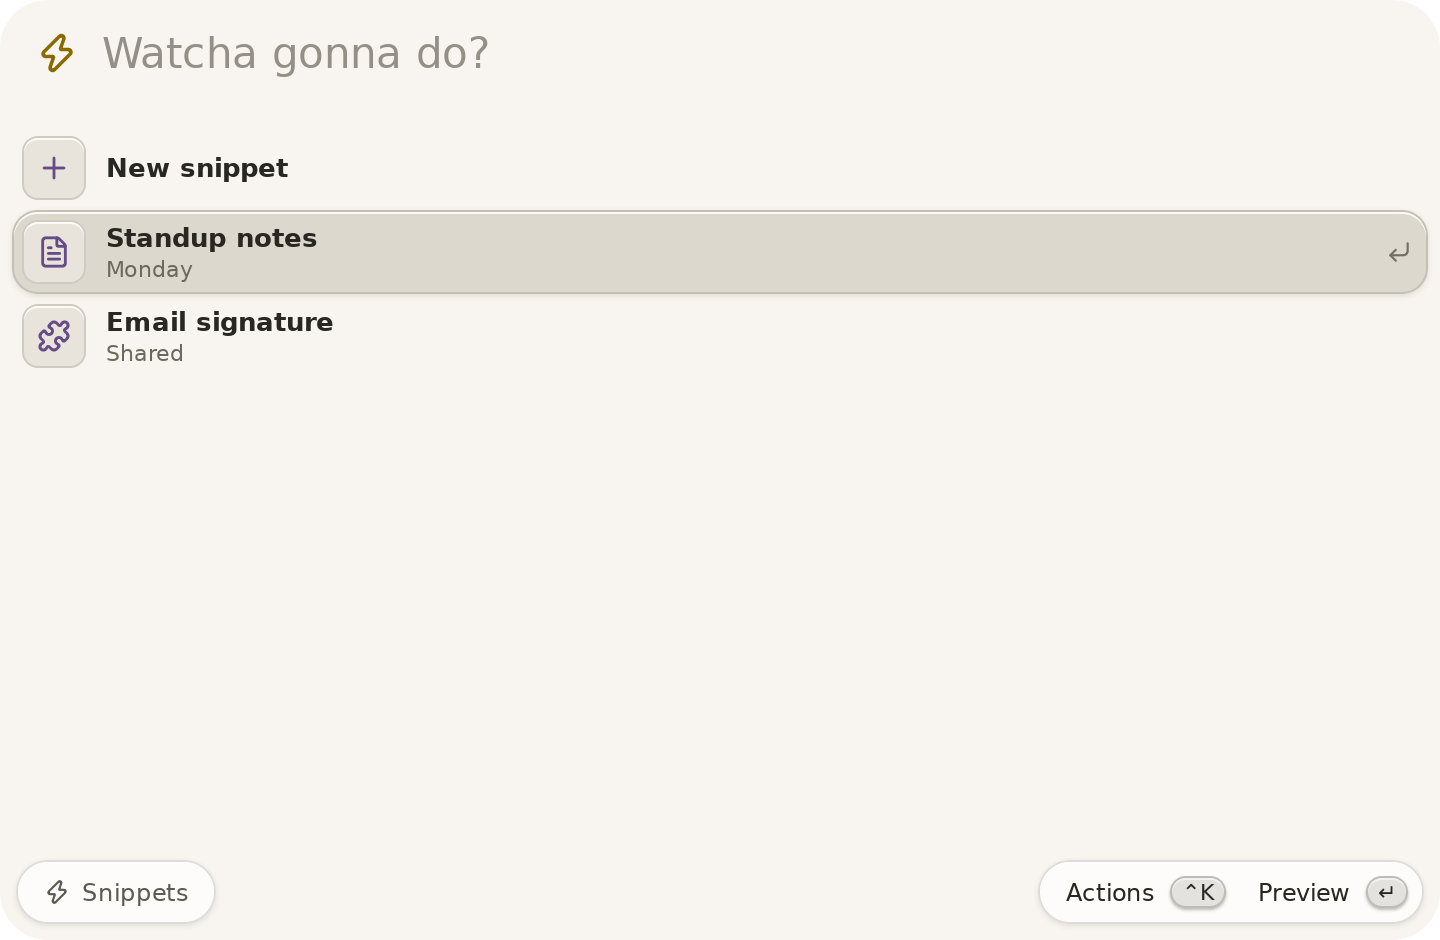 Watcha gonna do?
New snippet
Standup notes
Monday
Email signature
Shared
Snippets
Actions ^K Preview ↵